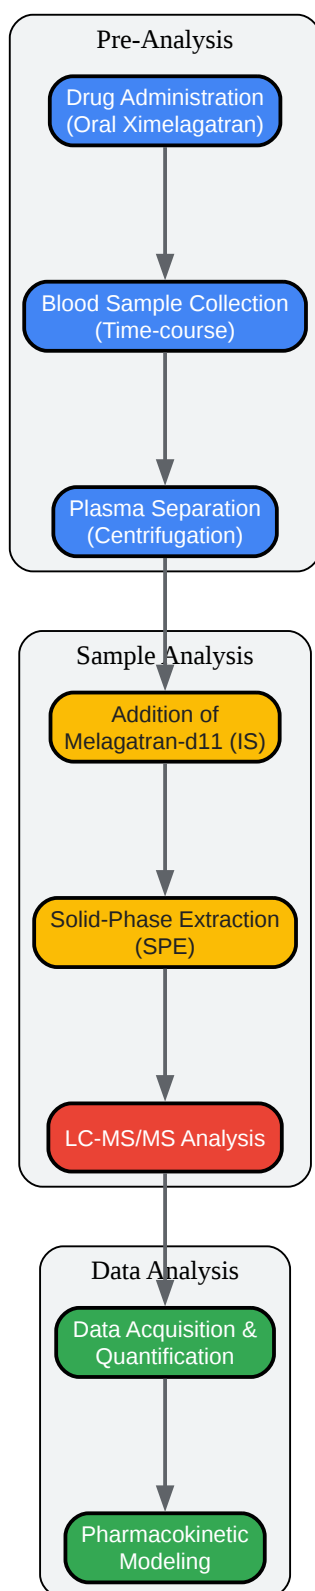 Pre-Analysis
Drug Administration
(Oral Ximelagatran)
Blood Sample Collection
(Time-course)
Plasma Separation
(Centrifugation)
Sample Analysis
Addition of
Melagatran-d11 (IS)
Solid-Phase Extraction
(SPE)
LC-MS/MS Analysis
Data Analysis
Data Acquisition &
Quantification
Pharmacokinetic
Modeling